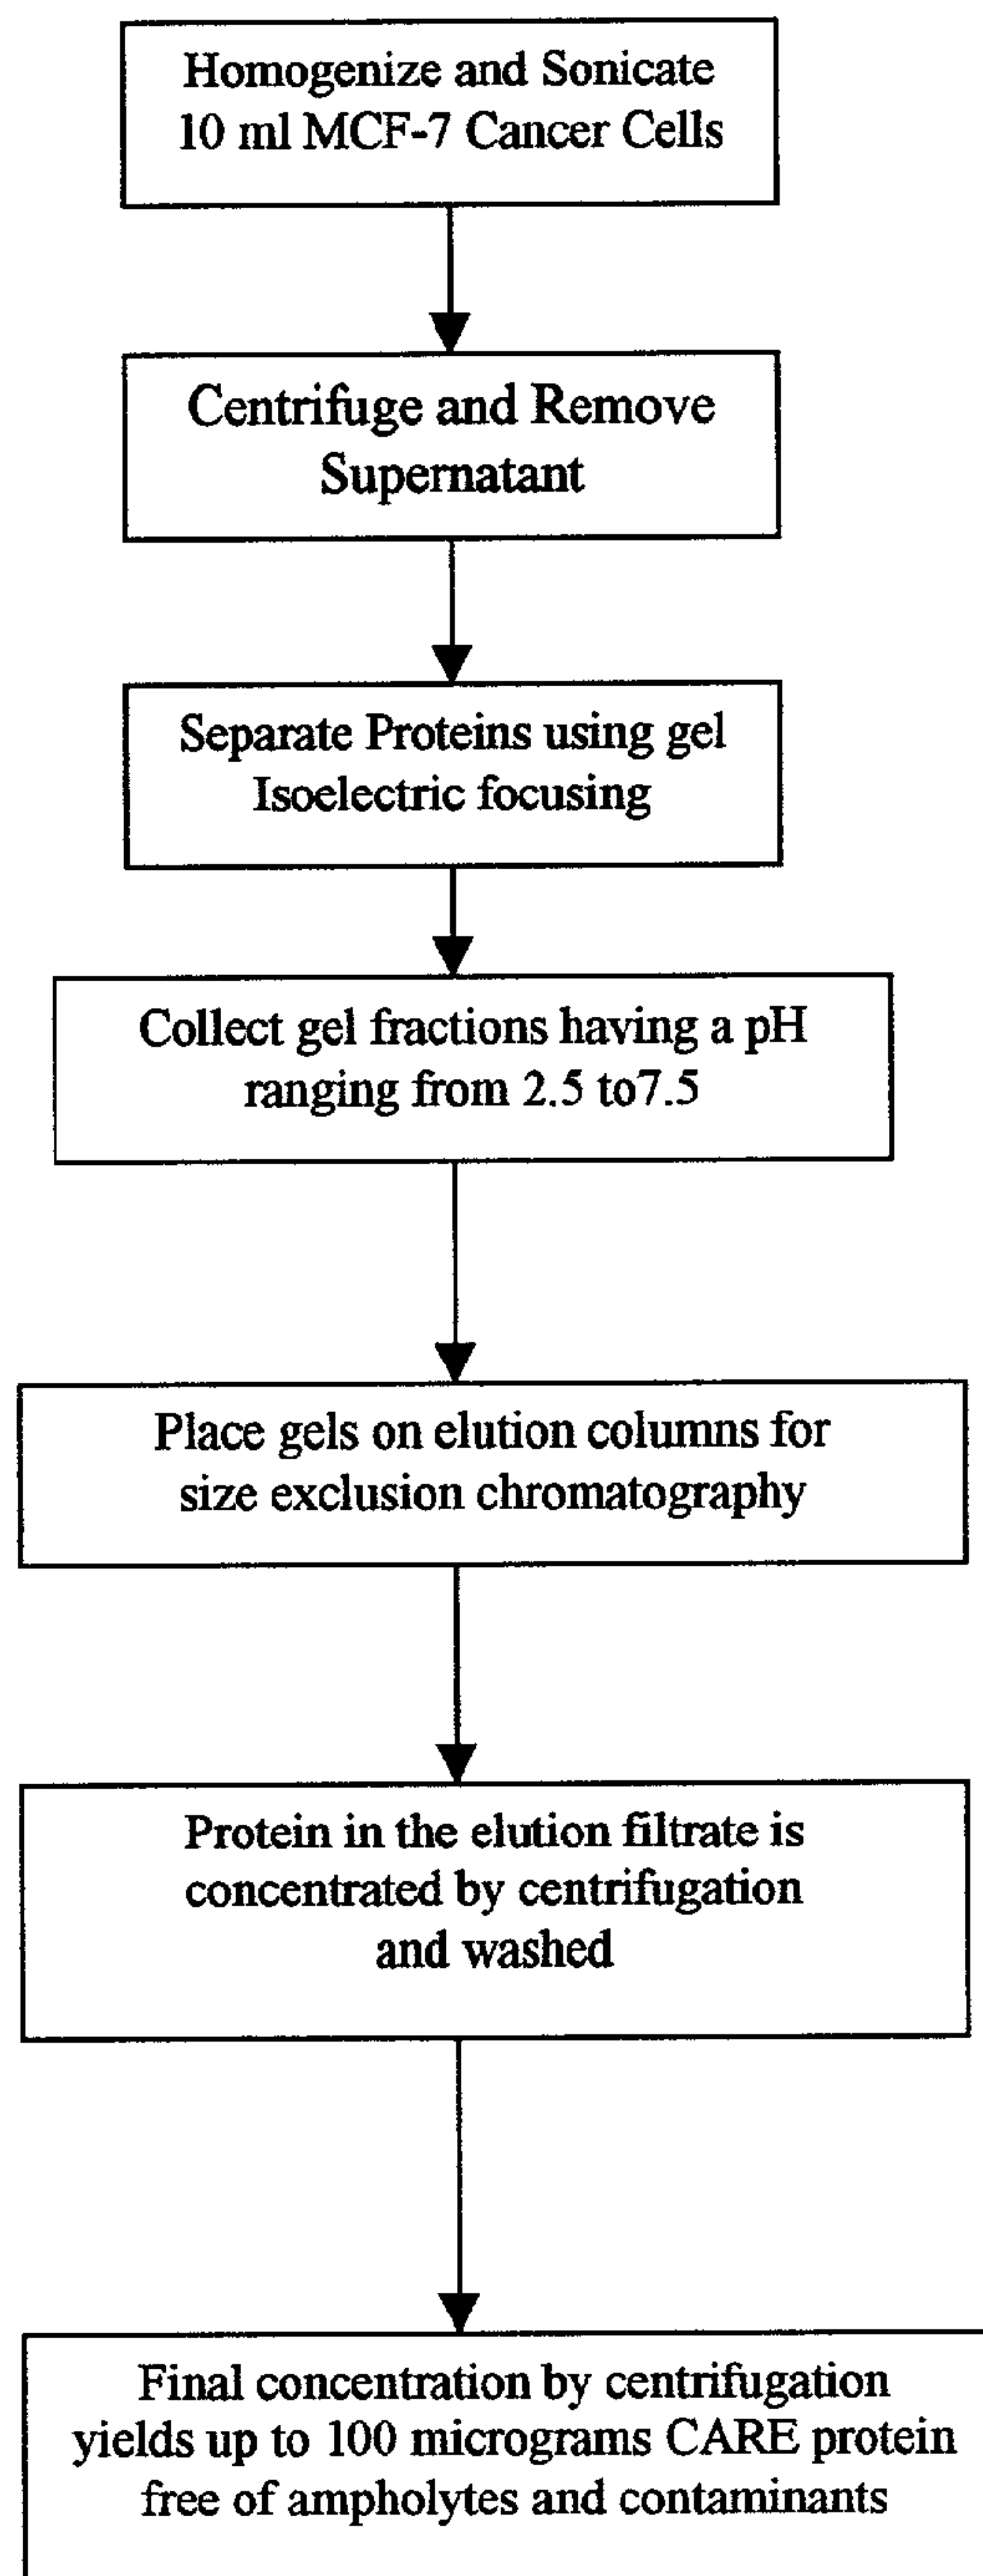 Homogenize and Sonicate
10 ml MCF-7 Cancer Cells
Centrifuge and Remove
Supernatant
Separate Proteins using gel
Isoelectric focusing
Collect gel fractions having a pH
ranging from 2.5 to7.5
Place gels on elution columns for
size exclusion chromatography
Protein in the elution filtrate is
concentrated by centrifugation
and washed
Final concentration by centrifugation
yields up to 100 micrograms CARE protein
free of ampholytes and contaminants